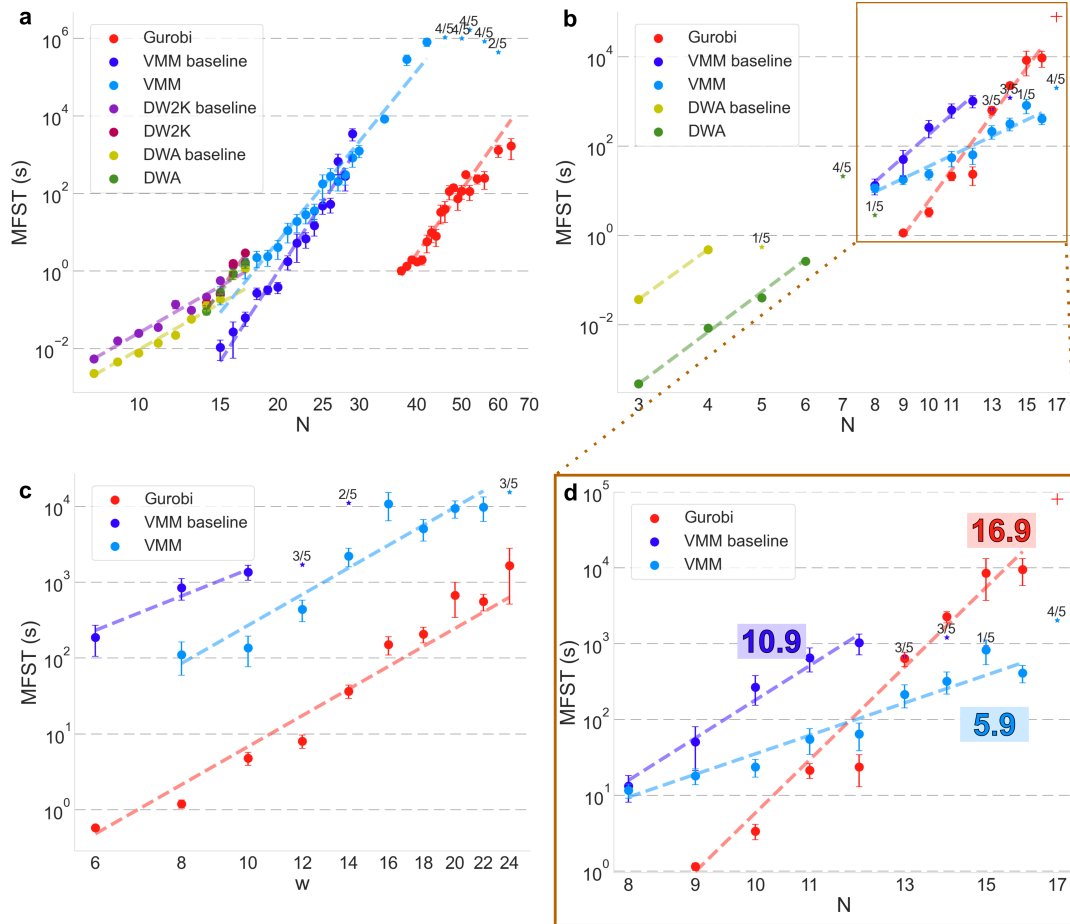 a
MFST (s)
10^6
10^4
10^2
10^0
10^-2
Gurobi
VMM baseline
VMM
DW2K baseline
DW2K
DWA baseline
DWA
4/5
4/5
4/5
4/5
2/5
10
15
20
25
30
40
50
60
70
N
b
MFST (s)
10^4
10^2
10^0
10^-2
Gurobi
VMM baseline
VMM
DWA baseline
DWA
1/5
4/5
1/5
3/5
3/5
1/5
4/5
3
4
5
6
7
8
9
10
11
13
15
17
N
c
MFST (s)
10^4
10^3
10^2
10^1
10^0
Gurobi
VMM baseline
VMM
2/5
3/5
3/5
6
8
10
12
14
16
18
20
22
24
w
d
MFST (s)
10^5
10^4
10^3
10^2
10^1
10^0
Gurobi
VMM baseline
VMM
16.9
10.9
5.9
3/5
3/5
1/5
4/5
8
9
10
11
13
15
17
N